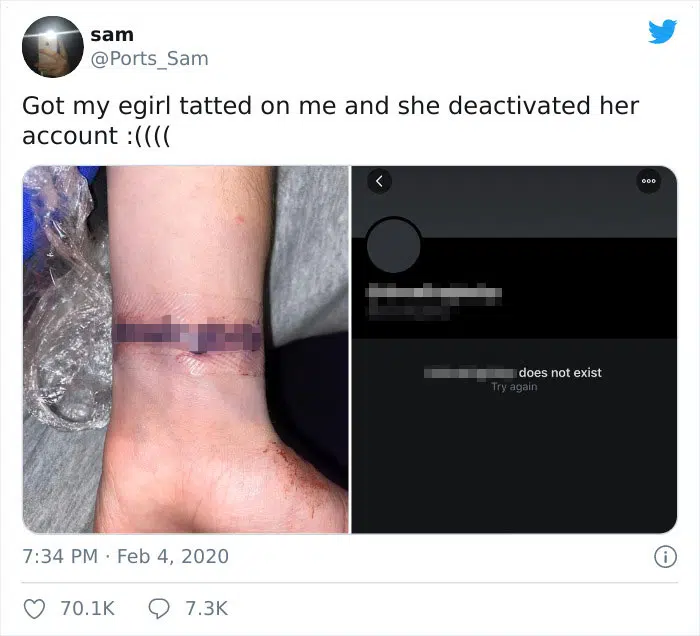 sam
@Ports_Sam
Got my egirl tatted on me and she deactivated her
account :((((
does not exist
Try again
7:34 PM · Feb 4, 2020
70.1K 7.3K